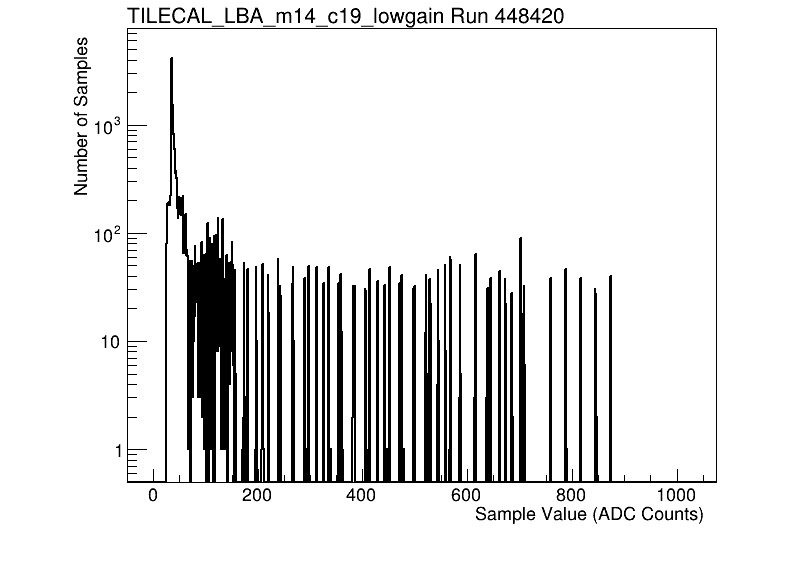 TILECAL_LBA_m14_c19_lowgain Run 448420
Number of Samples
10³
10²
10
1
0 200 400 600 800 1000
Sample Value (ADC Counts)